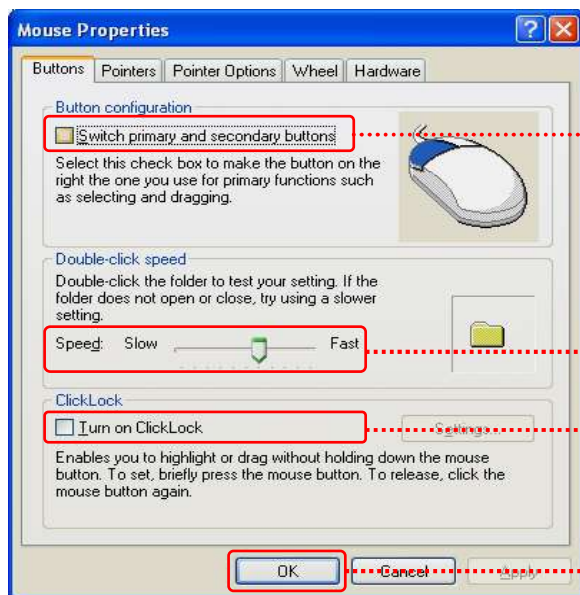 Mouse Properties
Buttons Pointers Pointer Options Wheel Hardware
Button configuration
Switch primary and secondary buttons
Select this check box to make the button on the
right the one you use for primary functions such
as selecting and dragging.
Double-click speed
Double-click the folder to test your setting. If the
folder does not open or close, try using a slower
setting.
Speed: Slow Fast
ClickLock
Turn on ClickLock Settings...
Enables you to highlight or drag without holding down the mouse
button. To set, briefly press the mouse button. To release, click the
mouse button again.
OK Cancel Apply